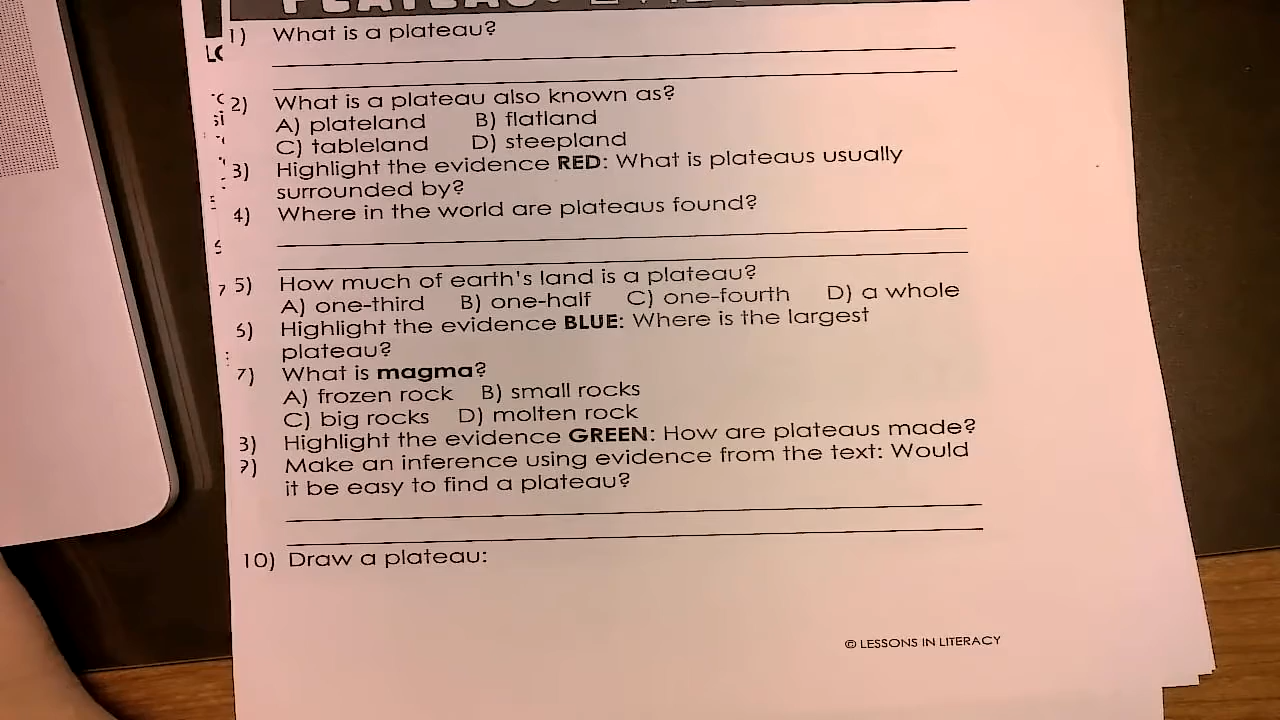 1) What is a plateau?
2) What is a plateau also known as?
A) plateland B) flatland
C) tableland D) steepland
3) Highlight the evidence RED: What is plateaus usually
surrounded by?
4) Where in the world are plateaus found?
5) How much of earth's land is a plateau?
A) one-third B) one-half C) one-fourth D) a whole
Highlight the evidence BLUE: Where is the largest
plateau?
7) What is magma?
A) frozen rock B) small rocks
C) big rocks D) molten rock
Highlight the evidence GREEN: How are plateaus made?
Make an inference using evidence from the text: Would
it be easy to find a plateau?
10) Draw a plateau:
© LESSONS IN LITERACY